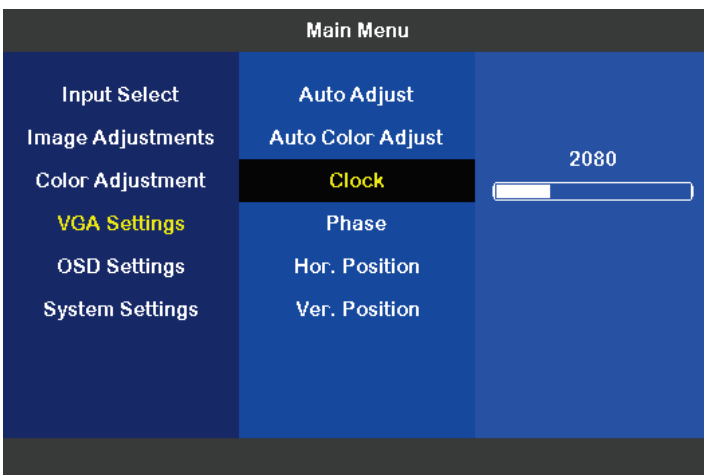 Main Menu
Input Select
Image Adjustments
Color Adjustment
VGA Settings
OSD Settings
System Settings
Auto Adjust
Auto Color Adjust
Clock
Phase
Hor. Position
Ver. Position
2080